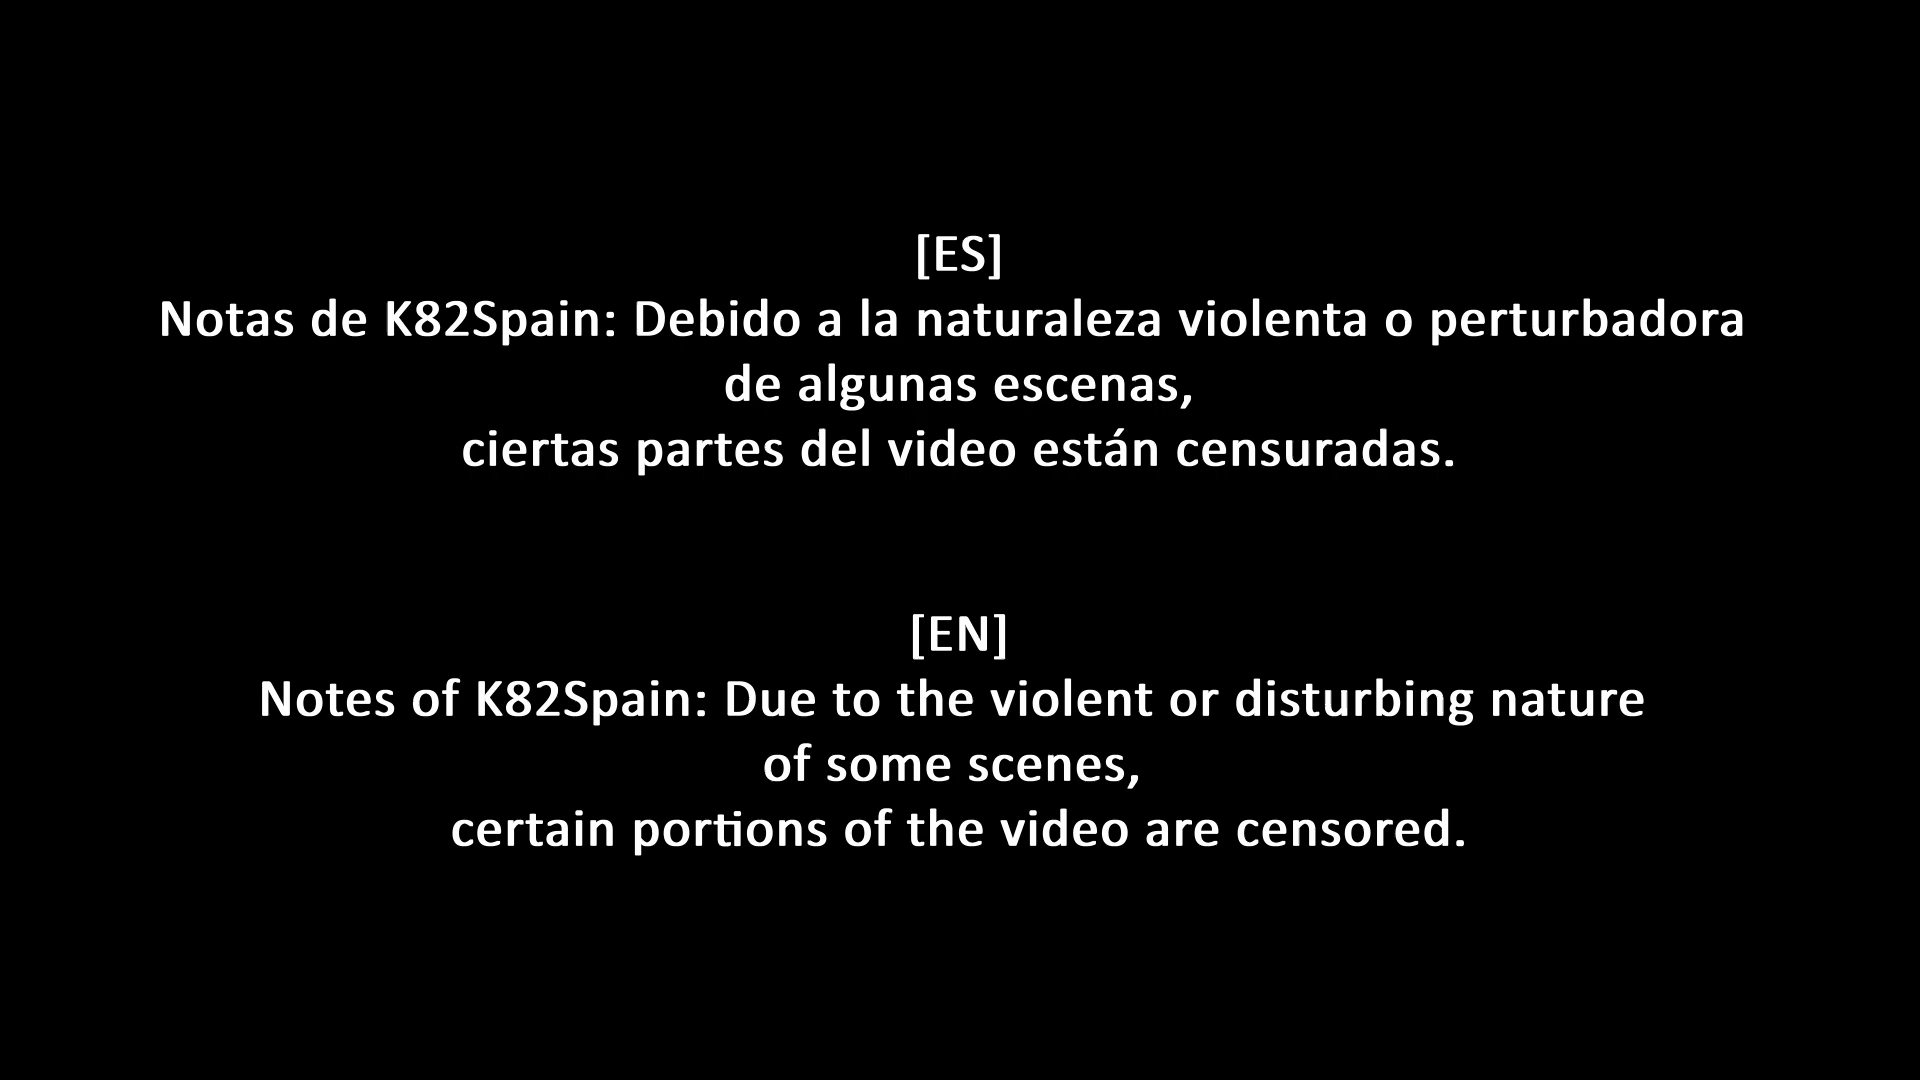 [ES]
Notas de K82Spain: Debido a la naturaleza violenta o perturbadora
de algunas escenas,
ciertas partes del video están censuradas.
[EN]
Notes of K82Spain: Due to the violent or disturbing nature
of some scenes,
certain portions of the video are censored.